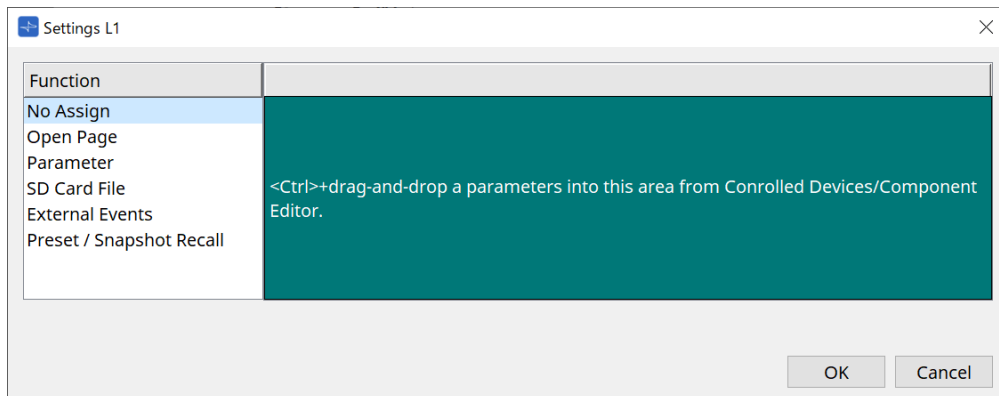 Settings L1
Function
No Assign
Open Page
Parameter
SD Card File
External Events
Preset / Snapshot Recall
<Ctrl>+drag-and-drop a parameters into this area from Conrolled Devices/Component
Editor.
OK
Cancel